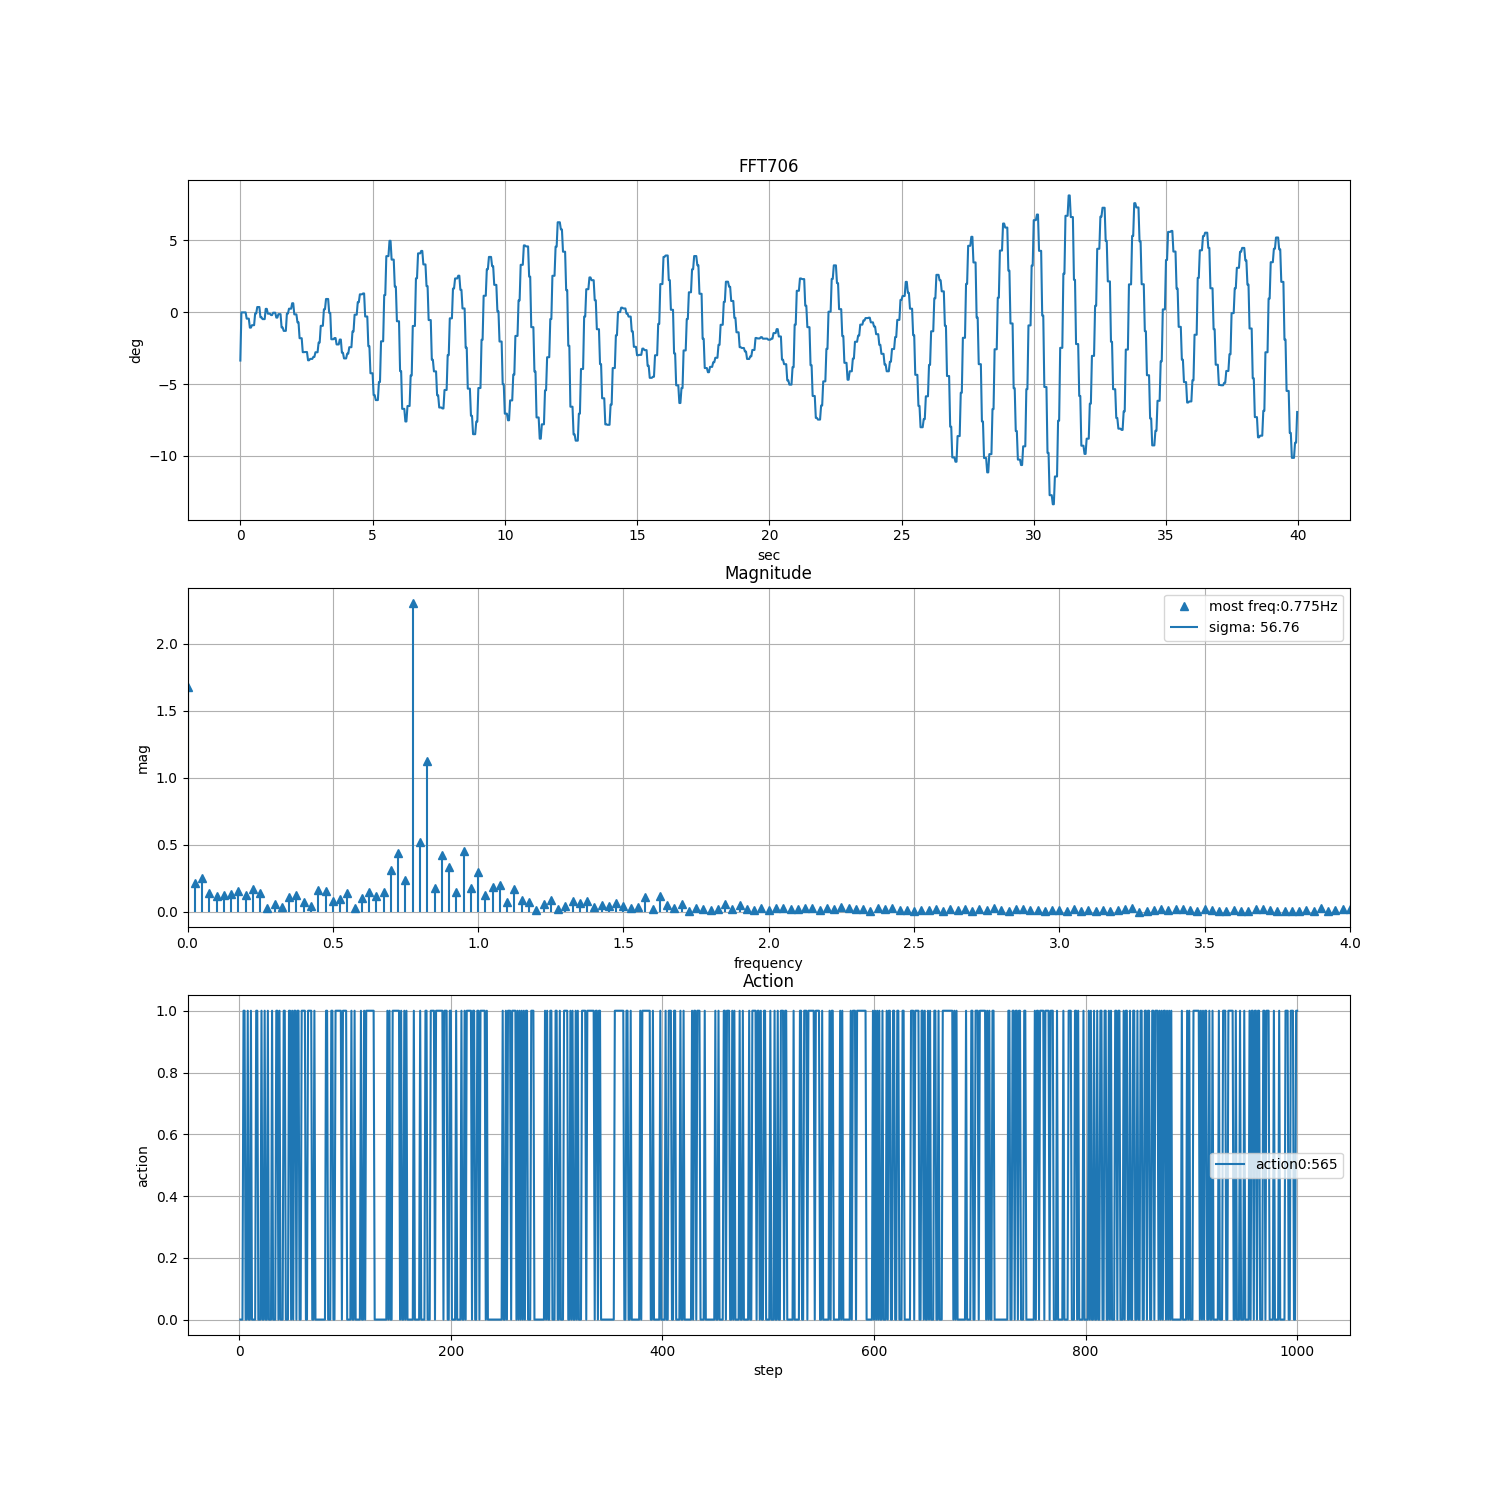 FFT706
5
0
−5
−10
deg
0 5 10 15 20 25 30 35 40
sec
Magnitude
most freq:0.775Hz
sigma: 56.76
2.0
1.5
1.0
0.5
0.0
mag
0.0 0.5 1.0 1.5 2.0 2.5 3.0 3.5 4.0
frequency
Action
1.0
0.8
0.6
0.4
0.2
0.0
action
action0:565
0 200 400 600 800 1000
step